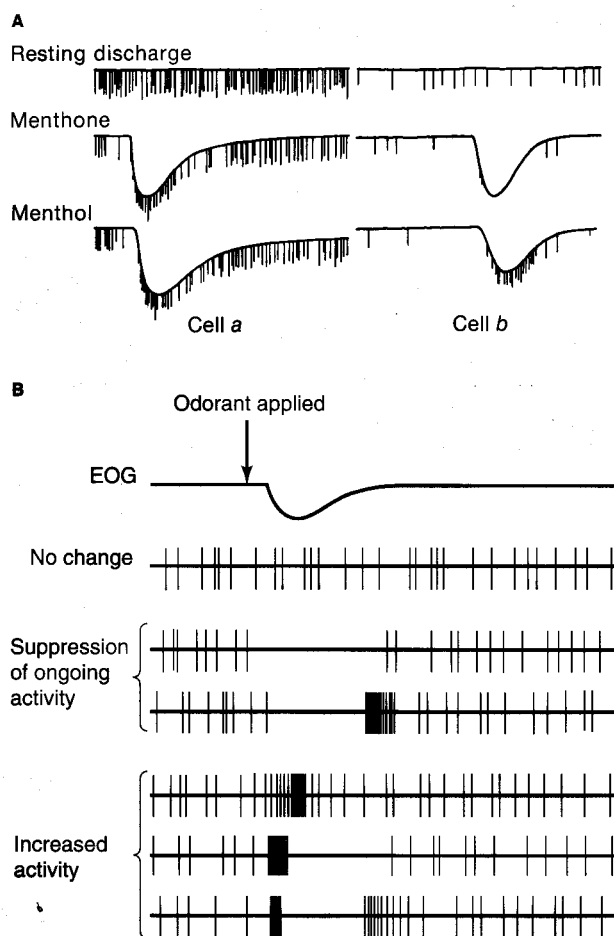 A
Resting discharge
Menthone
Menthol
Cell a
Cell b
B
Odorant applied
EOG
No change
Suppression
of ongoing
activity
Increased
activity